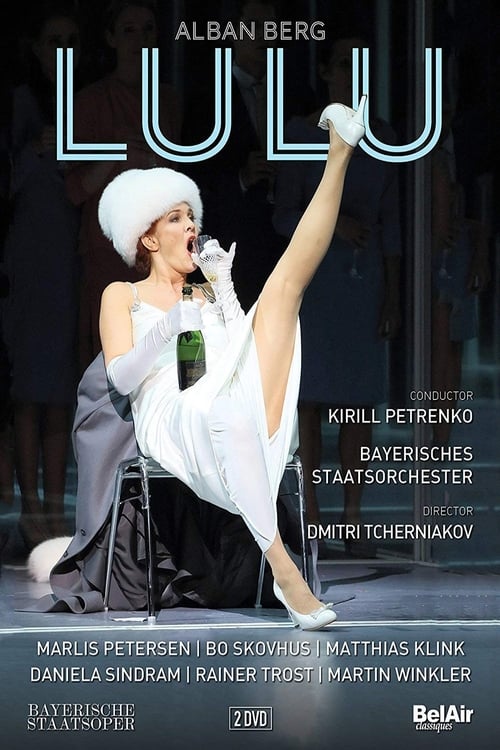 ALBAN BERG
LULU
CONDUCTOR
KIRILL PETRENKO
BAYERISCHES
STAATSORCHESTER
DIRECTOR
DMITRI TCHERNIAKOV
MARLIS PETERSEN | BO SKOVHUS | MATTHIAS KLINK
DANIELA SINDRAM | RAINER TROST | MARTIN WINKLER
BAYERISCHE
STAATSOPER
2 DVD
BelAir
classiques